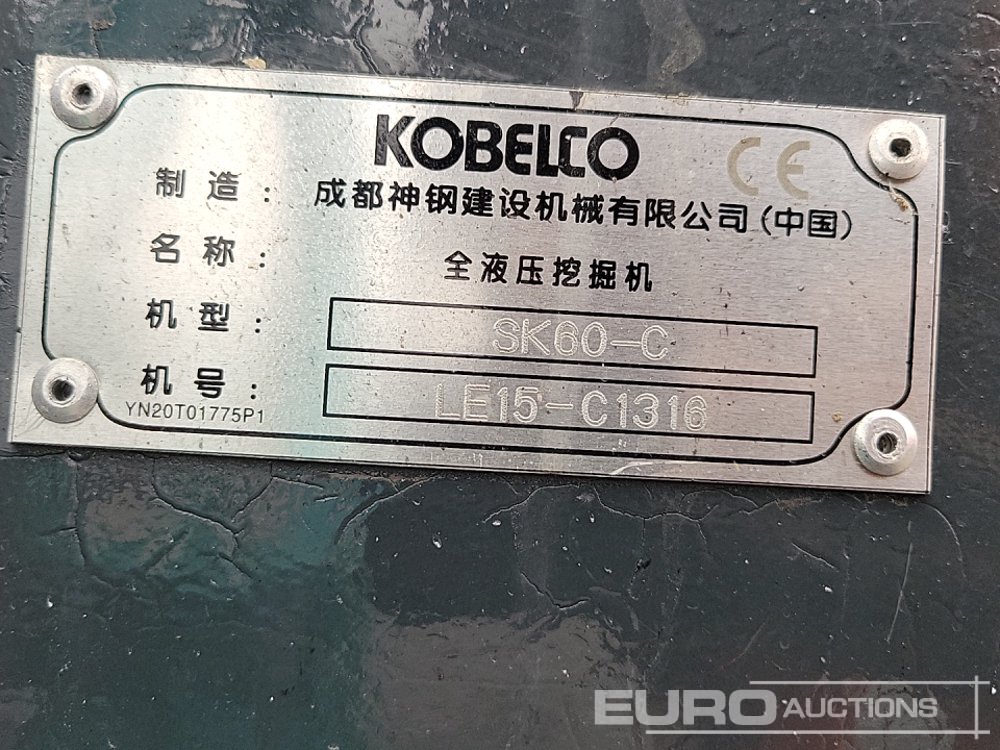 KOBELCO CE
制造: 成都神钢建设机械有限公司(中国)
名称: 全液压挖掘机
机型: SK60-C
机号: LE15-C1316
YN20T01775P1
EURO AUCTIONS